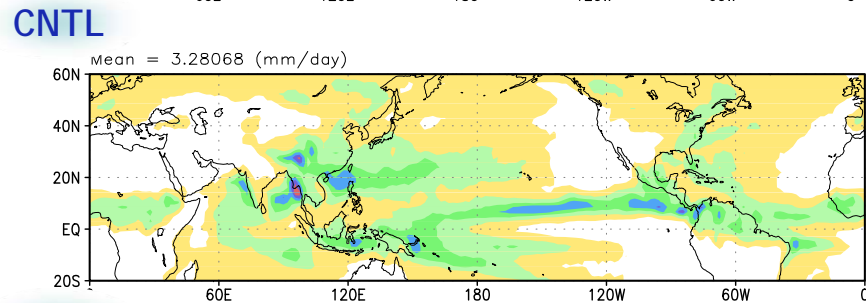 CNTL
Mean = 3.28068 (mm/day)
60N
40N
20N
EQ
20S
60E 120E 180 120W 60W